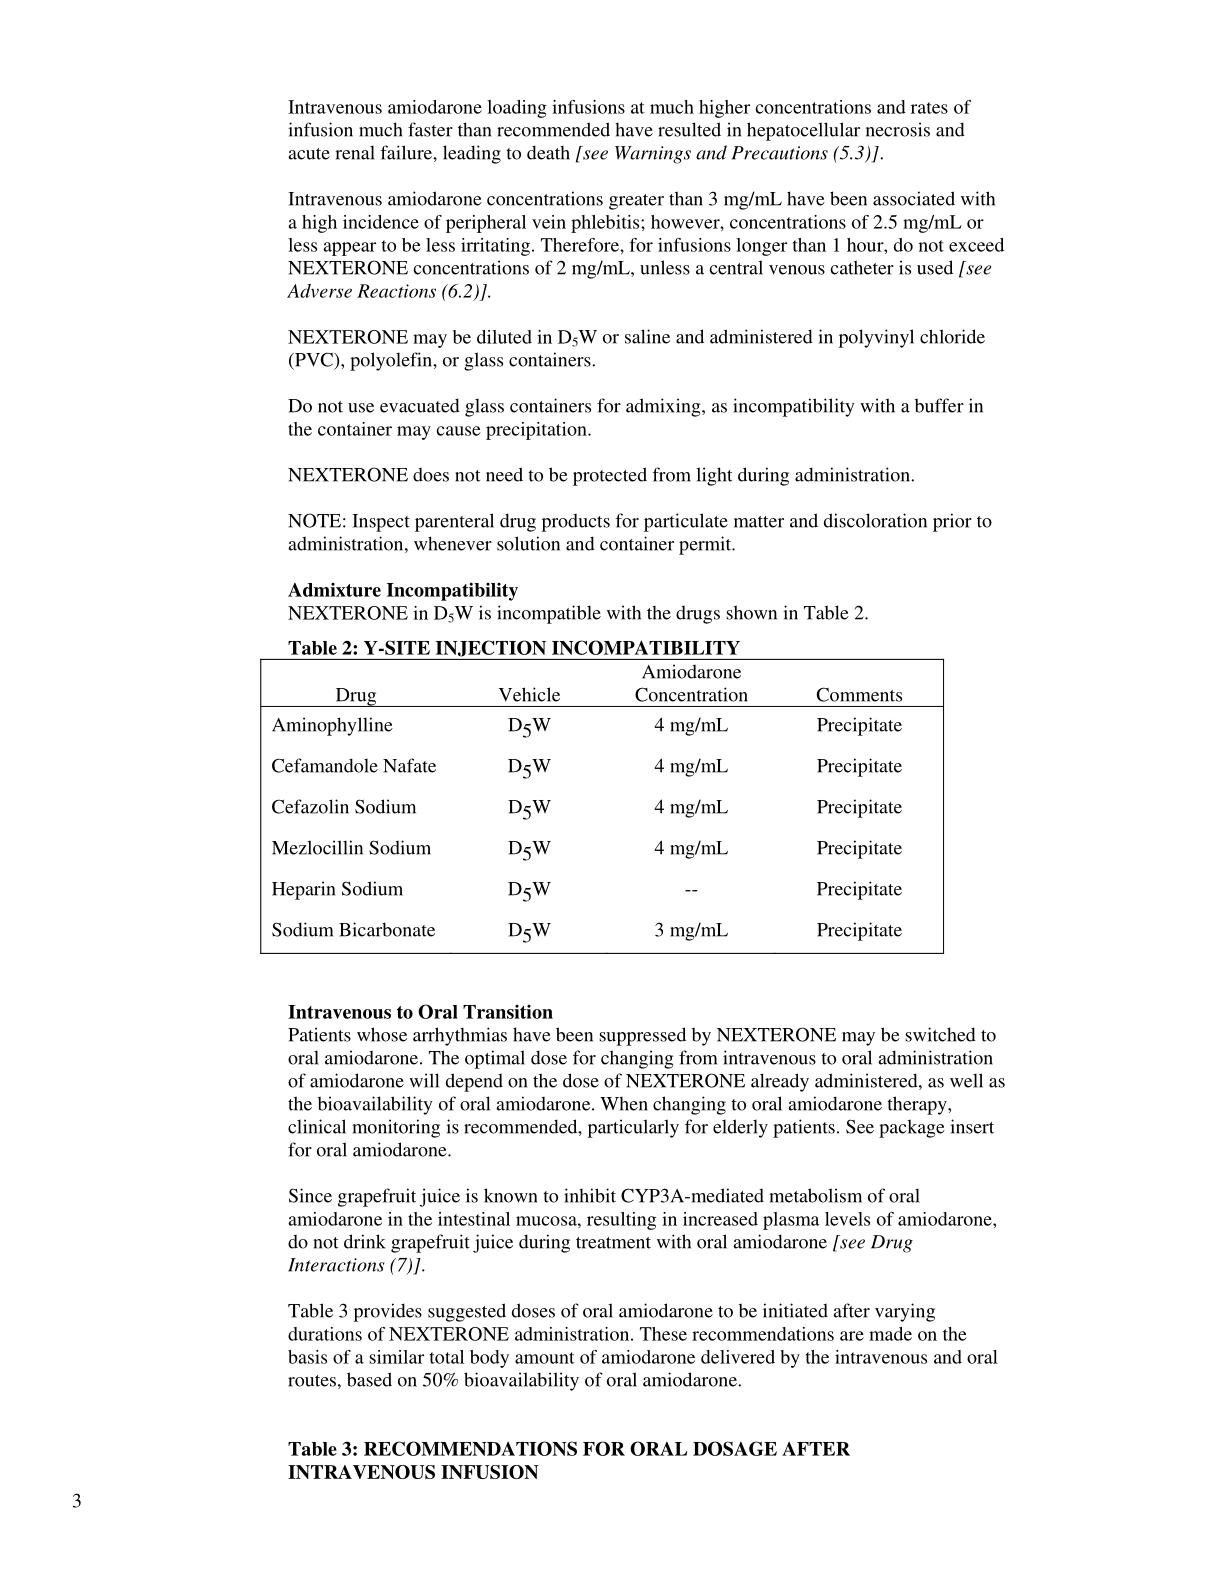 Intravenous amiodarone loading infusions at much higher concentrations and rates of
infusion much faster than recommended have resulted in hepatocellular necrosis and
acute renal failure, leading to death [see Warnings and Precautions (5.3)].
Intravenous amiodarone concentrations greater than 3 mg/mL have been associated with
a high incidence of peripheral vein phlebitis; however, concentrations of 2.5 mg/mL or
less appear to be less irritating. Therefore, for infusions longer than 1 hour, do not exceed
NEXTERONE concentrations of 2 mg/mL, unless a central venous catheter is used [see
Adverse Reactions (6.2)].
NEXTERONE may be diluted in D5W or saline and administered in polyvinyl chloride
(PVC), polyolefin, or glass containers.
Do not use evacuated glass containers for admixing, as incompatibility with a buffer in
the container may cause precipitation.
NEXTERONE does not need to be protected from light during administration.
NOTE: Inspect parenteral drug products for particulate matter and discoloration prior to
administration, whenever solution and container permit.
Admixture Incompatibility
NEXTERONE in D5W is incompatible with the drugs shown in Table 2.
Table 2: Y-SITE INJECTION INCOMPATIBILITY
Amiodarone
Drug Vehicle Concentration Comments
Aminophylline D5W 4 mg/mL Precipitate
Cefamandole Nafate D5W 4 mg/mL Precipitate
Cefazolin Sodium D5W 4 mg/mL Precipitate
Mezlocillin Sodium D5W 4 mg/mL Precipitate
Heparin Sodium D5W -- Precipitate
Sodium Bicarbonate D5W 3 mg/mL Precipitate
Intravenous to Oral Transition
Patients whose arrhythmias have been suppressed by NEXTERONE may be switched to
oral amiodarone. The optimal dose for changing from intravenous to oral administration
of amiodarone will depend on the dose of NEXTERONE already administered, as well as
the bioavailability of oral amiodarone. When changing to oral amiodarone therapy,
clinical monitoring is recommended, particularly for elderly patients. See package insert
for oral amiodarone.
Since grapefruit juice is known to inhibit CYP3A-mediated metabolism of oral
amiodarone in the intestinal mucosa, resulting in increased plasma levels of amiodarone,
do not drink grapefruit juice during treatment with oral amiodarone [see Drug
Interactions (7)].
Table 3 provides suggested doses of oral amiodarone to be initiated after varying
durations of NEXTERONE administration. These recommendations are made on the
basis of a similar total body amount of amiodarone delivered by the intravenous and oral
routes, based on 50% bioavailability of oral amiodarone.
Table 3: RECOMMENDATIONS FOR ORAL DOSAGE AFTER
INTRAVENOUS INFUSION
3